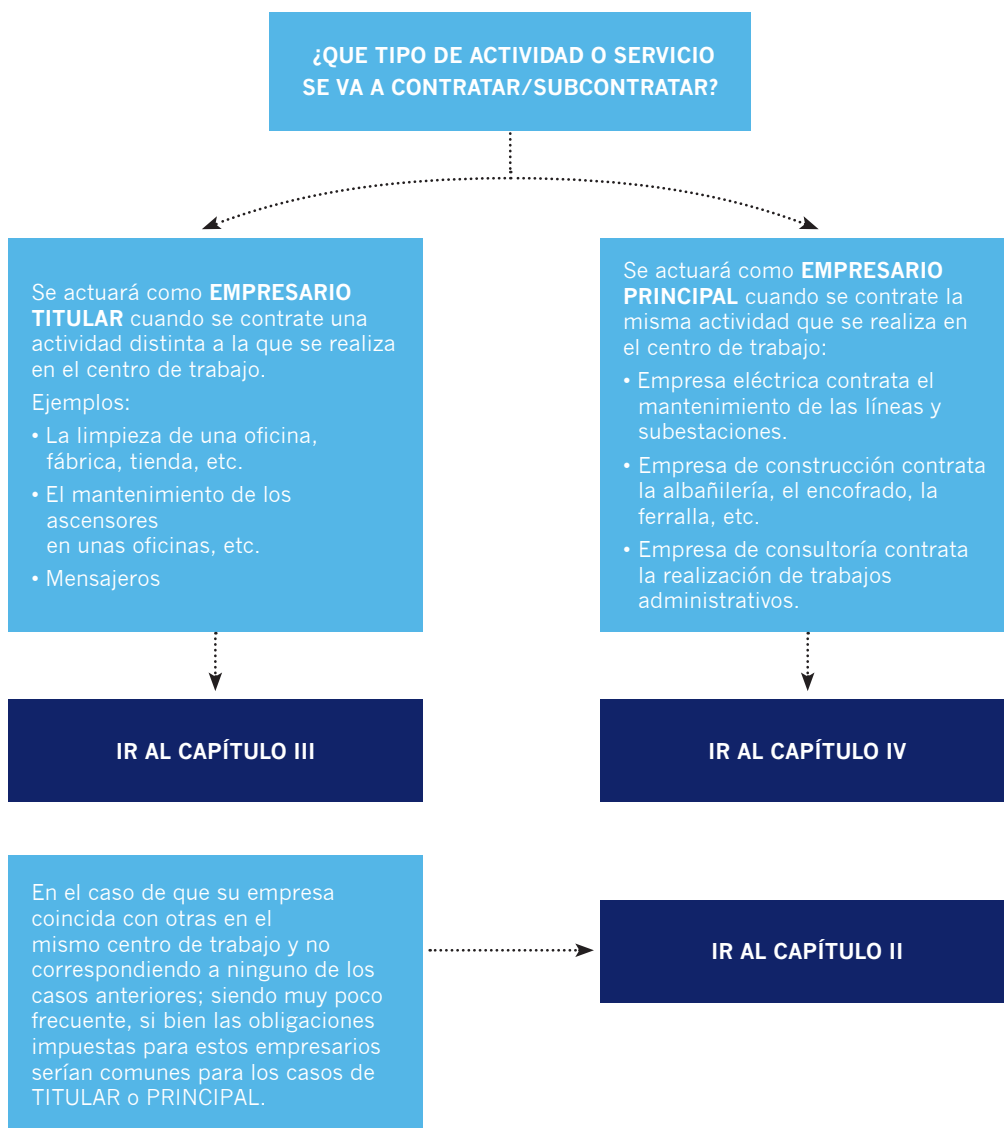 ¿QUE TIPO DE ACTIVIDAD O SERVICIO
SE VA A CONTRATAR/SUBCONTRATAR?
Se actuará como EMPRESARIO
TITULAR cuando se contrate una
actividad distinta a la que se realiza
en el centro de trabajo.
Ejemplos:
• La limpieza de una oficina,
fábrica, tienda, etc.
• El mantenimiento de los
ascensores
en unas oficinas, etc.
• Mensajeros
Se actuará como EMPRESARIO
PRINCIPAL cuando se contrate la
misma actividad que se realiza en
el centro de trabajo:
• Empresa eléctrica contrata el
mantenimiento de las líneas y
subestaciones.
• Empresa de construcción contrata
la albañilería, el encofrado, la
ferralla, etc.
• Empresa de consultoría contrata
la realización de trabajos
administrativos.
IR AL CAPÍTULO III
IR AL CAPÍTULO IV
En el caso de que su empresa
coincida con otras en el
mismo centro de trabajo y no
correspondiendo a ninguno de los
casos anteriores; siendo muy poco
frecuente, si bien las obligaciones
impuestas para estos empresarios
serían comunes para los casos de
TITULAR o PRINCIPAL.
IR AL CAPÍTULO II